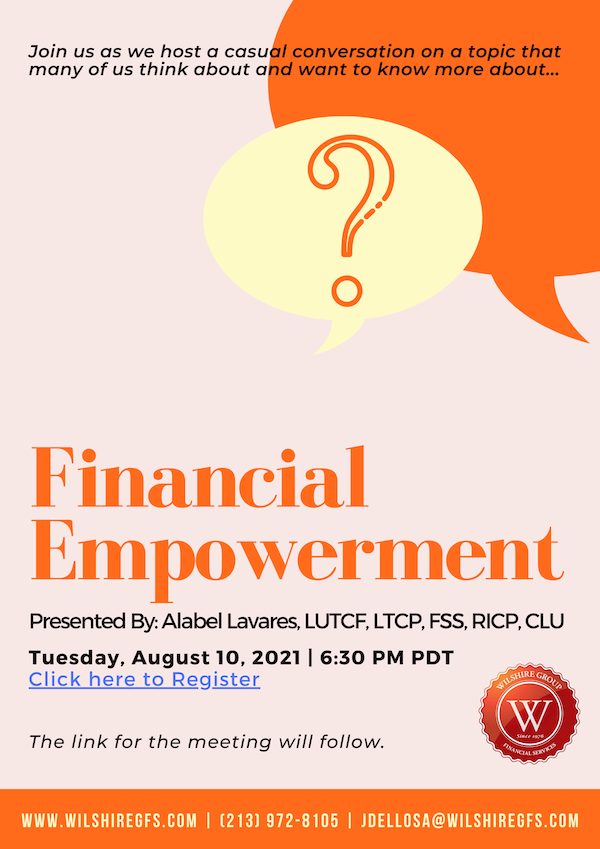 Join us as we host a casual conversation on a topic that
many of us think about and want to know more about...
?
Financial
Empowerment
Presented By: Alabel Lavares, LUTCF, LTCP, FSS, RICP, CLU
Tuesday, August 10, 2021 | 6:30 PM PDT
Click here to Register
WILSHIRE GROUP
W
Since 1976
FINANCIAL SERVICES
The link for the meeting will follow.
WWW.WILSHIREGFS.COM | (213) 972-8105 | JDELLOSA@WILSHIREGFS.COM